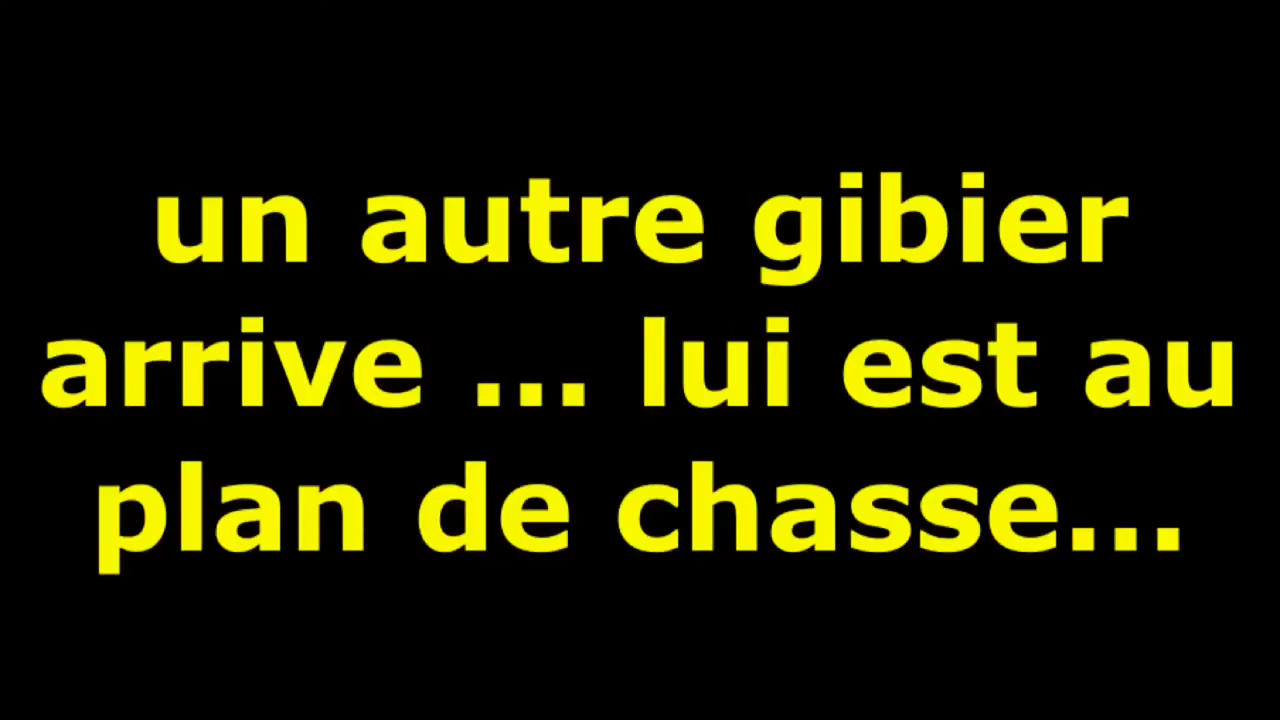 un autre gibier
arrive ... lui est au
plan de chasse...